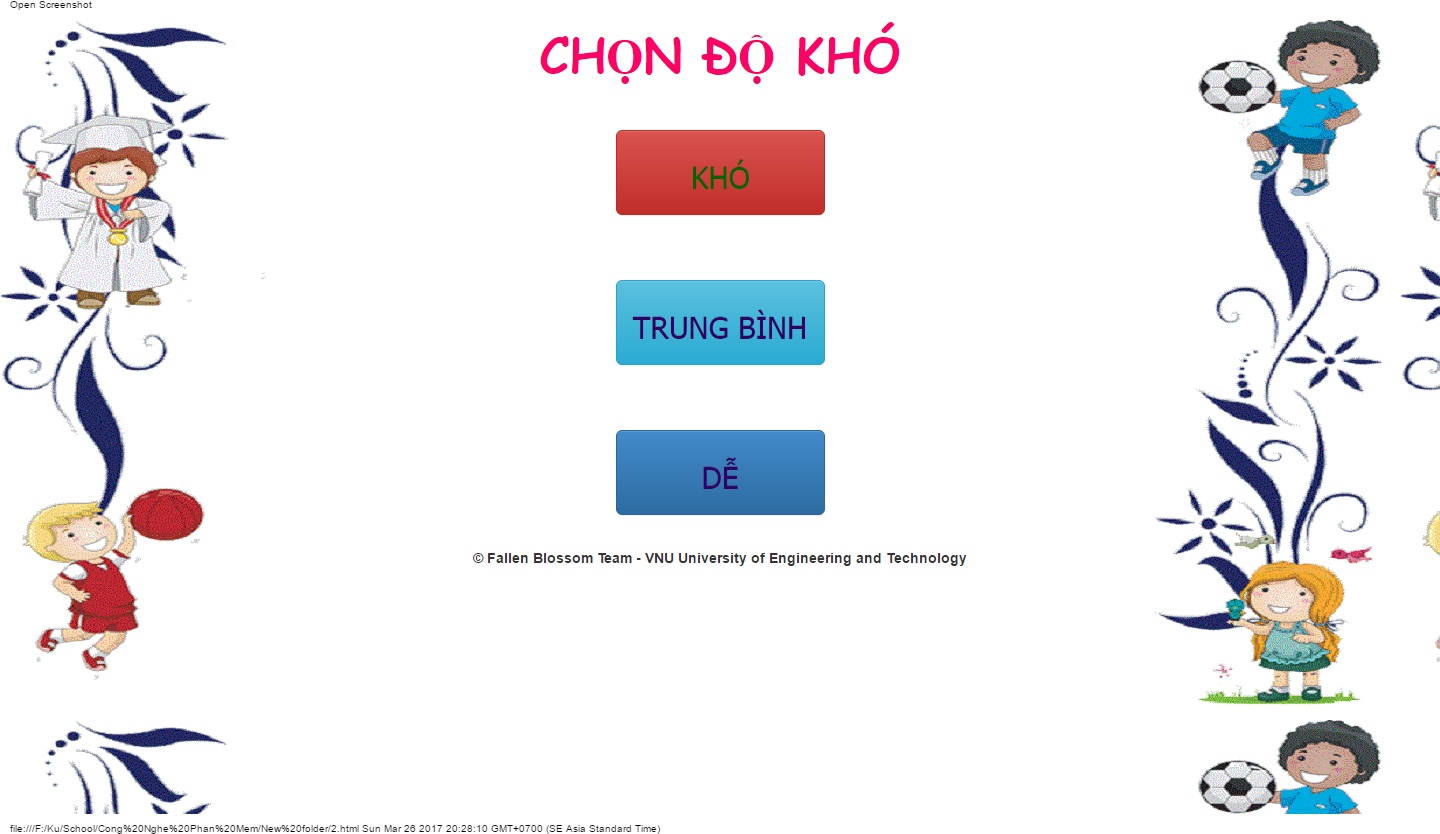 Open Screenshot
CHỌN ĐỘ KHÓ
KHÓ
TRUNG BÌNH
DỄ
© Fallen Blossom Team - VNU University of Engineering and Technology
file:///F:/Ku/School/Cong%20Nghe%20Phan%20Mem/New%20folder/2.html Sun Mar 26 2017 20:28:10 GMT+0700 (SE Asia Standard Time)